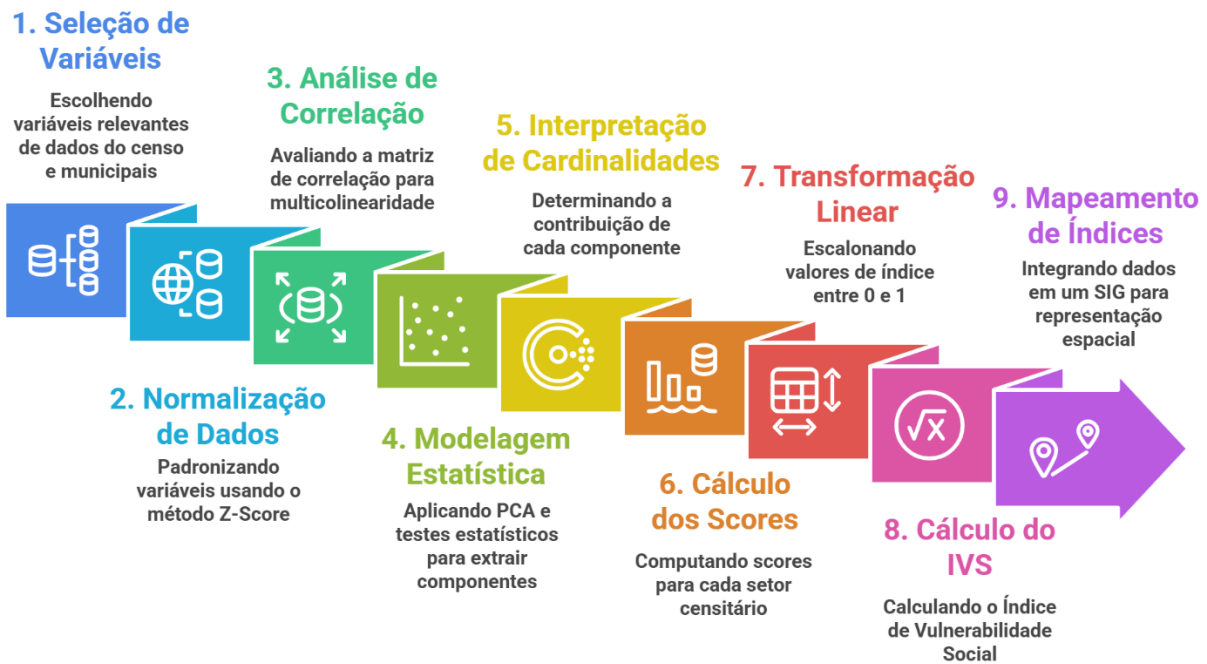 1. Seleção de
Variáveis
Escolhendo
variáveis relevantes
de dados do censo
e municipais
2. Normalização
de Dados
Padronizando
variáveis usando o
método Z-Score
3. Análise de
Correlação
Avaliando a matriz
de correlação para
multicolinearidade
4. Modelagem
Estatística
Aplicando PCA e
testes estatísticos
para extrair
componentes
5. Interpretação
de Cardinalidades
Determinando a
contribuição de
cada componente
6. Cálculo
dos Scores
Computando scores
para cada setor
censitário
7. Transformação
Linear
Escalonando
valores de índice
entre 0 e 1
√x
8. Cálculo do
IVS
Calculando o Índice
de Vulnerabilidade
Social
9. Mapeamento
de Índices
Integrando dados
em um SIG para
representação
espacial